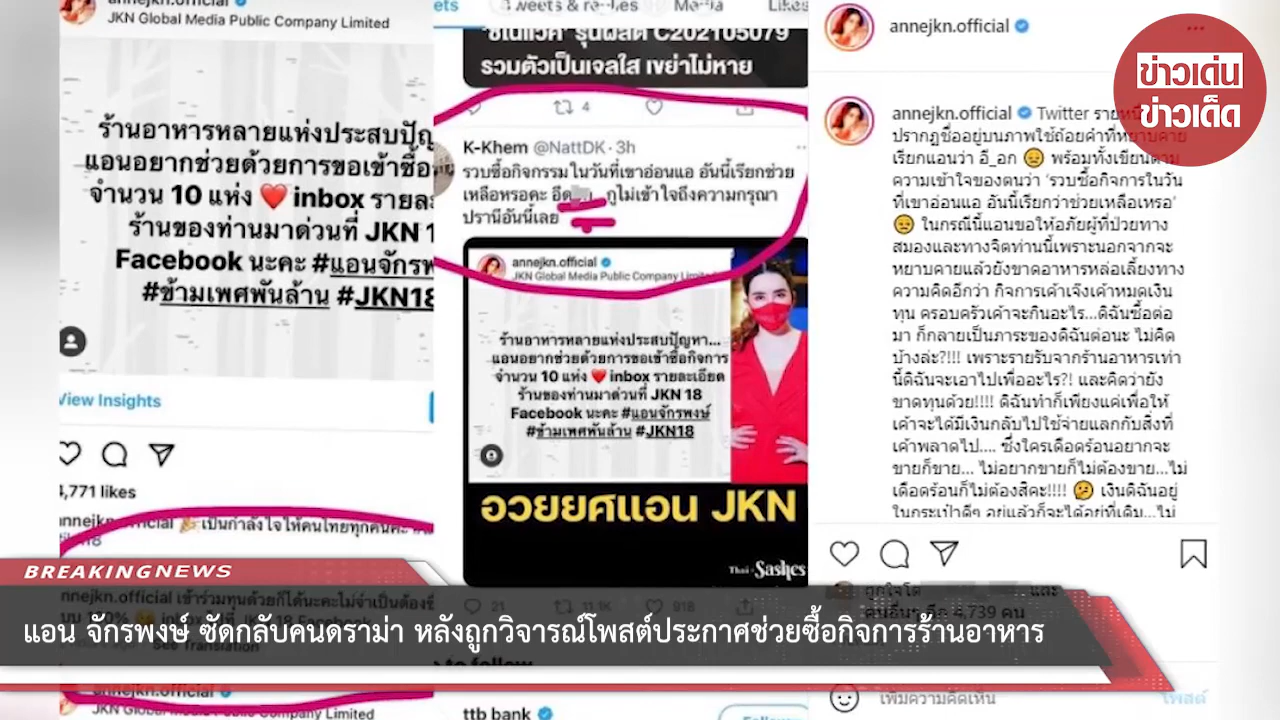 JKN Global Media Public Company Limited
ร้านอาหารหลายแห่งประสบปัญ
แอนอยากช่วยด้วยการขอเข้าซื้อ
จำนวน 10 แห่ง ❤️ inbox รายละ
ร้านของท่านมาด่วนที่ JKN 1
Facebook นะคะ #แอนจักรพ
#ข้ามเพศพันล้าน #JKN18
View Insights
4,771 likes
annejkn.official 🎉 เป็นกำลังใจให้คนไทยทุกคนค่ะ
annejkn.official เข้าร่วมทุนด้วยก็ได้นะคะไม่จำเป็นต้อง
See Translation
annejkn.official
JKN Global Media Public Company Limited
Tweets & replies Media Likes
รุ่นผลิต C202105079
รวมตัวเป็นเจลใส เขย่าไม่หาย
4
K-Khem @NattDK · 3h
รวบซื้อกิจกรรมในวันที่เขาอ่อนแอ อันนี้เรียกช่วย
เหลือหรอคะ อีด กูไม่เข้าใจถึงความกรุณา
ปรานีอันนี้เลย
annejkn.official
JKN Global Media Public Company Limited
ร้านอาหารหลายแห่งประสบปัญหา...
แอนอยากช่วยด้วยการขอเข้าซื้อกิจการ
จำนวน 10 แห่ง ❤️ inbox รายละเอียด
ร้านของท่านมาด่วนที่ JKN 18
Facebook นะคะ #แอนจักรพงษ์
#ข้ามเพศพันล้าน #JKN18
อวยยศแอน JKN
Thai Sashes
21 11.1K 918
to follow
ttb bank
annejkn.official
annejkn.official Twitter รายหนึ่
ปรากฏชื่ออยู่บนภาพใช้ถ้อยคำที่หยาบคาย
เรียกแอนว่า อี_อก 😞 พร้อมทั้งเขียนตาม
ความเข้าใจของตนว่า ‘รวบซื้อกิจการในวัน
ที่เขาอ่อนแอ อันนี้เรียกว่าช่วยเหลือเหรอ’
😞 ในกรณีนี้แอนขอให้อภัยผู้ที่ป่วยทาง
สมองและทางจิตท่านนี้เพราะนอกจากจะ
หยาบคายแล้วยังขาดอาหารหล่อเลี้ยงทาง
ความคิดอีกว่า กิจการเค้าเจ๊งเค้าหมดเงิน
ทุน ครอบครัวเค้าจะกินอะไร...ดิฉันซื้อต่อ
มา ก็กลายเป็นภาระของดิฉันต่อนะ ไม่คิด
บ้างล่ะ?!!! เพราะรายรับจากร้านอาหารเท่า
นี้ดิฉันจะเอาไปเพื่ออะไร?! และคิดว่ายัง
ขาดทุนด้วย!!!! ดิฉันทำก็เพียงแค่เพื่อให้
เค้าจะได้มีเงินกลับไปใช้จ่ายแลกกับสิ่งที่
เค้าพลาดไป.... ซึ่งใครเดือดร้อนอยากจะ
ขายก็ขาย... ไม่อยากขายก็ไม่ต้องขาย...ไม่
เดือดร้อนก็ไม่ต้องสิคะ!!!! 🫤 เงินดิฉันอยู่
ในกระเป๋าดีๆ อยู่แล้วก็จะได้อยู่ที่เดิม...ไม่
ถูกใจโดย และ
คนอื่นๆ อีก 4,739 คน
เพิ่มความคิดเห็น โพสต์
ข่าวเด่น
ข่าวเด็ด
BREAKINGNEWS
แอน จักรพงษ์ ซัดกลับคนดราม่า หลังถูกวิจารณ์โพสต์ประกาศช่วยซื้อกิจการร้านอาหาร